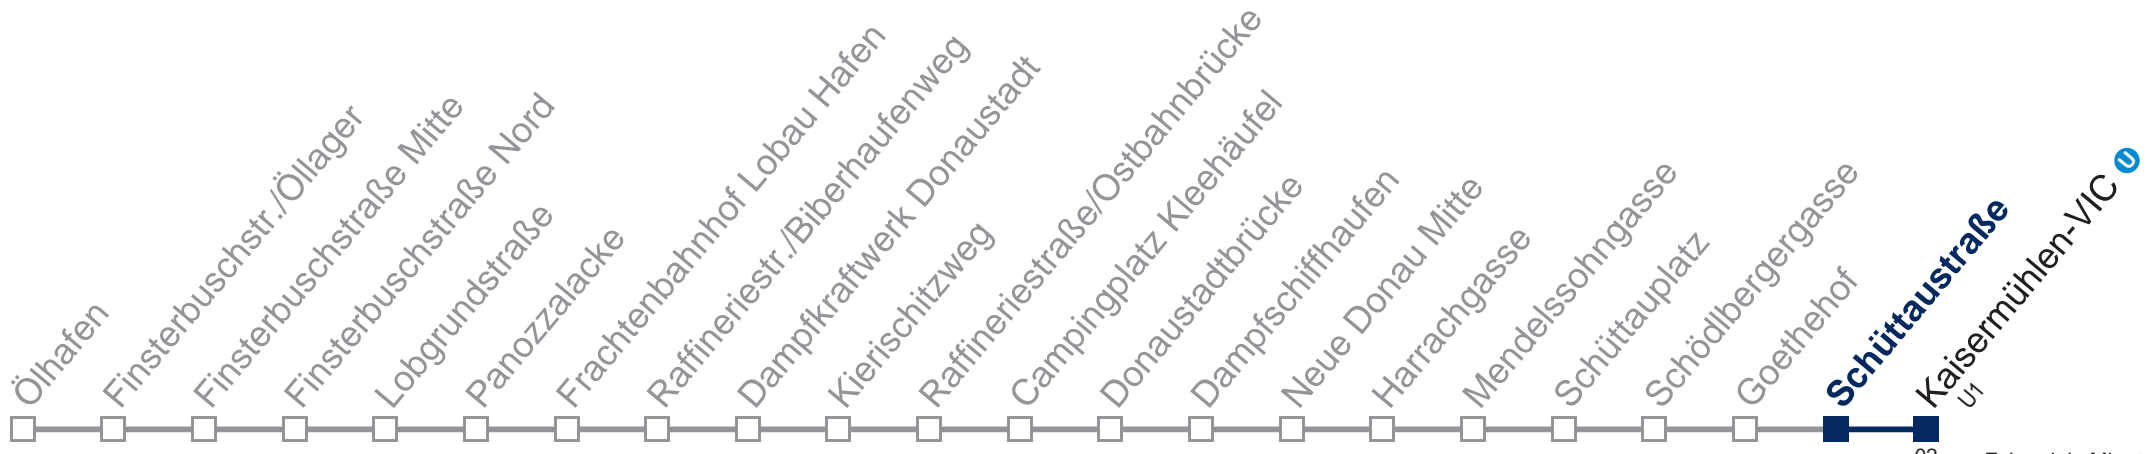 Ölhafen
Finsterbuschstr./Öllager
Finsterbuschstraße Mitte
Finsterbuschstraße Nord
Lobgrundstraße
Panozzalacke
Frachtenbahnhof Lobau Hafen
Raffineriestr./Biberhaufenweg
Dampfkraftwerk Donaustadt
Kierischitzweg
Raffineriestraße/Ostbahnbrücke
Campingplatz Kleehäufel
Donaustadtbrücke
Dampfschiffhaufen
Neue Donau Mitte
Harrachgasse
Mendelssohngasse
Schüttauplatz
Schödlbergergasse
Goethehof
Schüttaustraße
Kaisermühlen-VIC U
U1